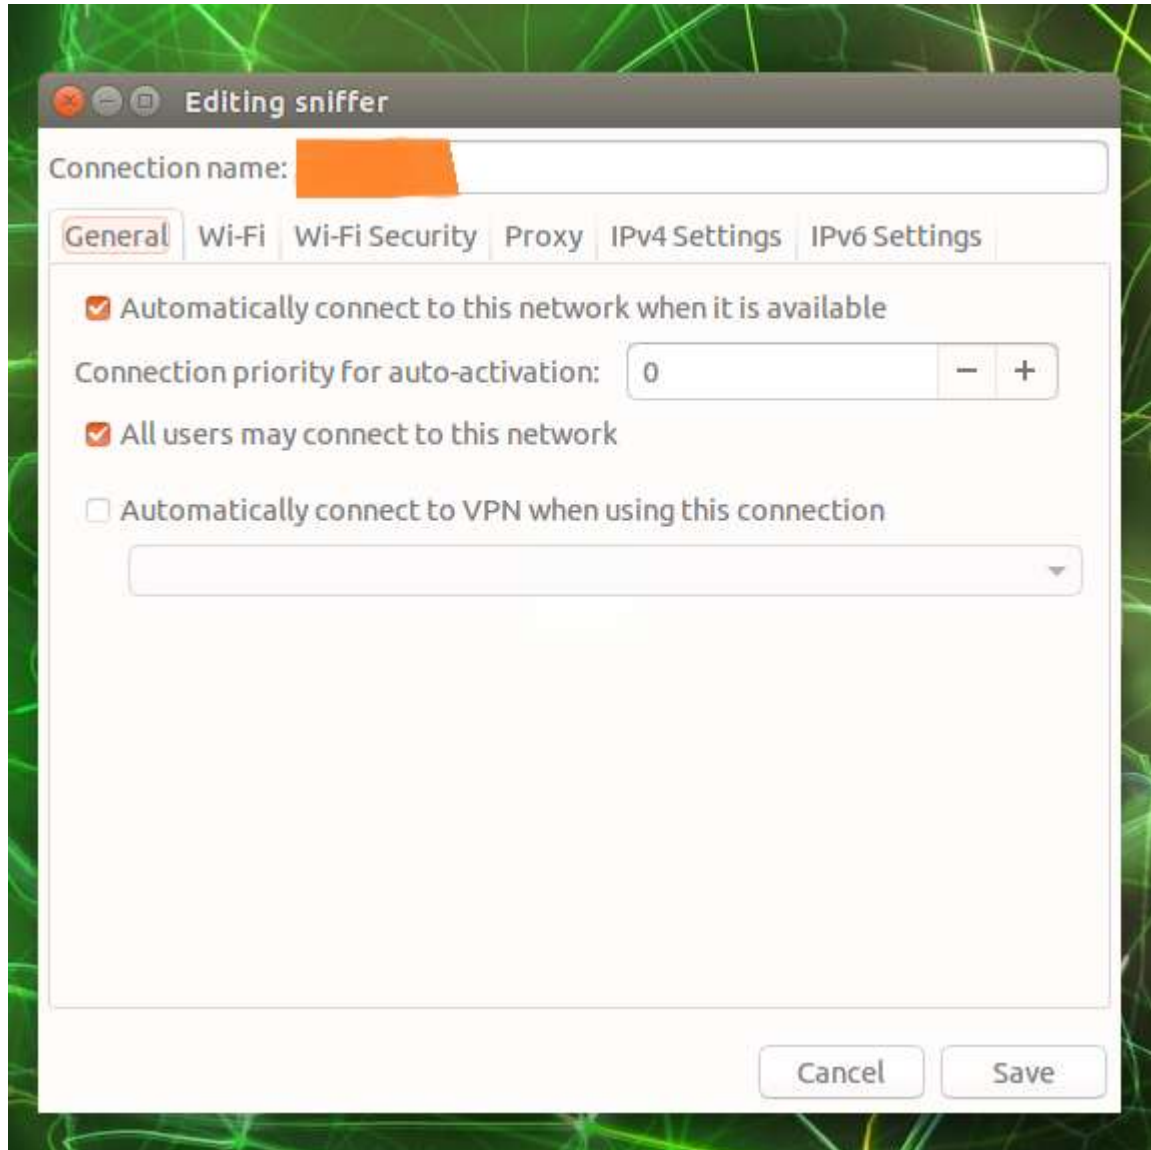 Editing sniffer
Connection name:
General Wi-Fi Wi-Fi Security Proxy IPv4 Settings IPv6 Settings
Automatically connect to this network when it is available
Connection priority for auto-activation: 0 − +
All users may connect to this network
Automatically connect to VPN when using this connection
Cancel Save